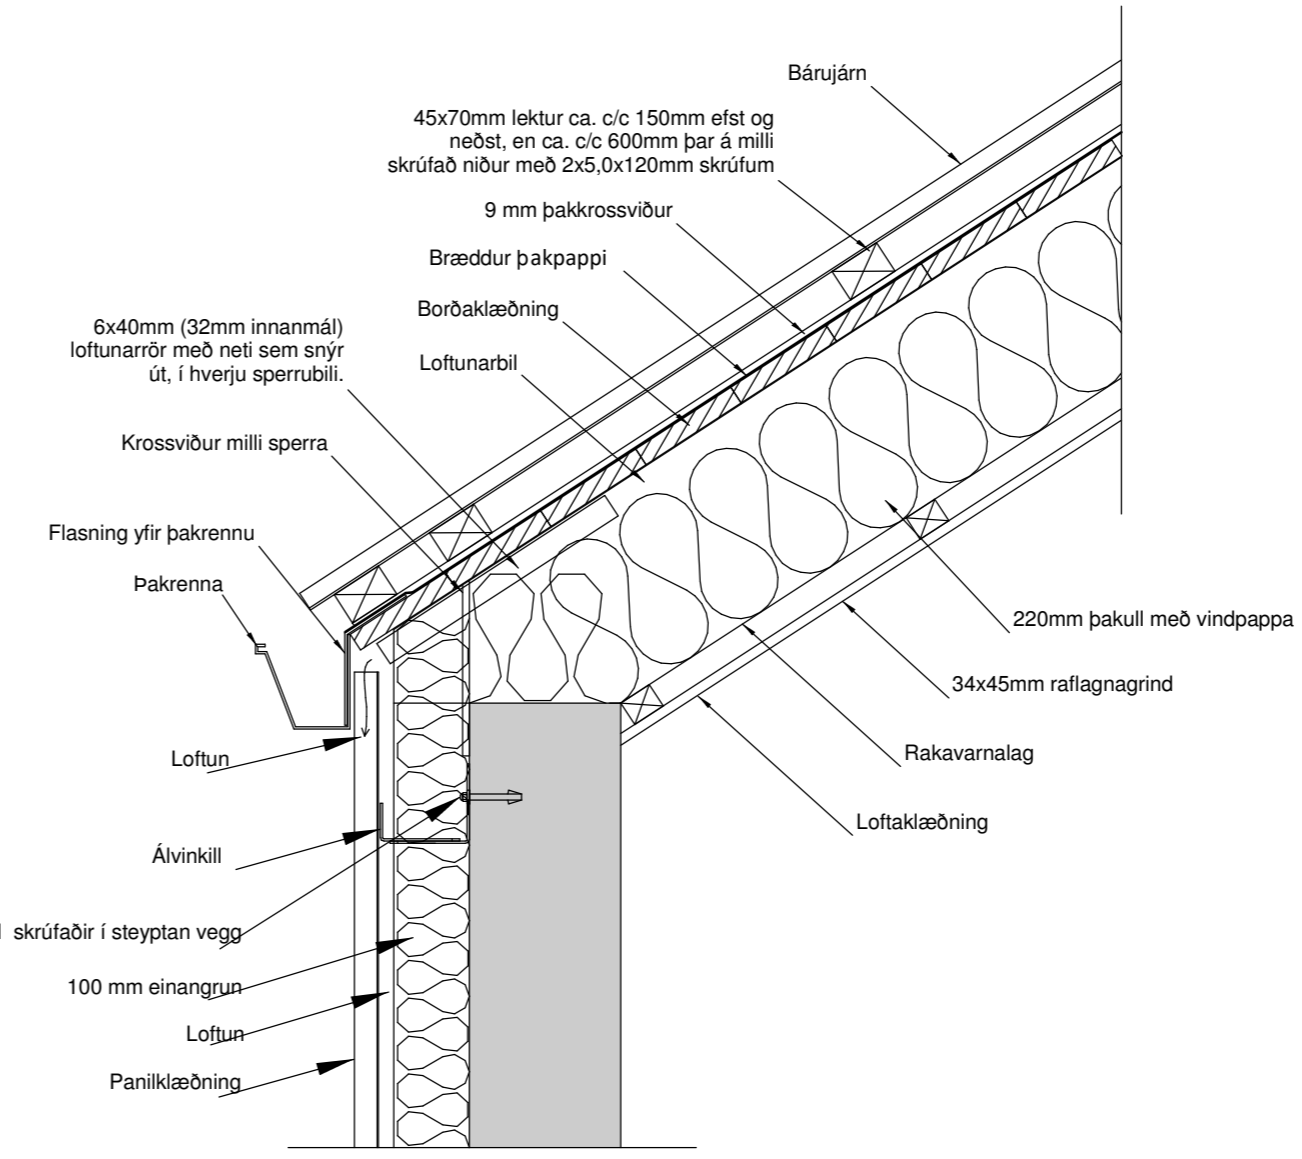 Bárujárn
45x70mm lektur ca. c/c 150mm efst og
neðst, en ca. c/c 600mm þar á milli
skrúfað niður með 2x5,0x120mm skrúfum
9 mm þakkrossviður
Bræddur þakpappi
Borðaklæðning
Loftunarbil
6x40mm (32mm innanmál)
loftunarrör með neti sem snýr
út, í hverju sperrubili.
Krossviður milli sperra
Flasning yfir þakrennu
Þakrenna
Loftun
Álvinkill
skrúfaðir í steyptan vegg
100 mm einangrun
Loftun
Panilklæðning
220mm þakull með vindpappa
34x45mm raflagnagrind
Rakavarnalag
Loftaklæðning